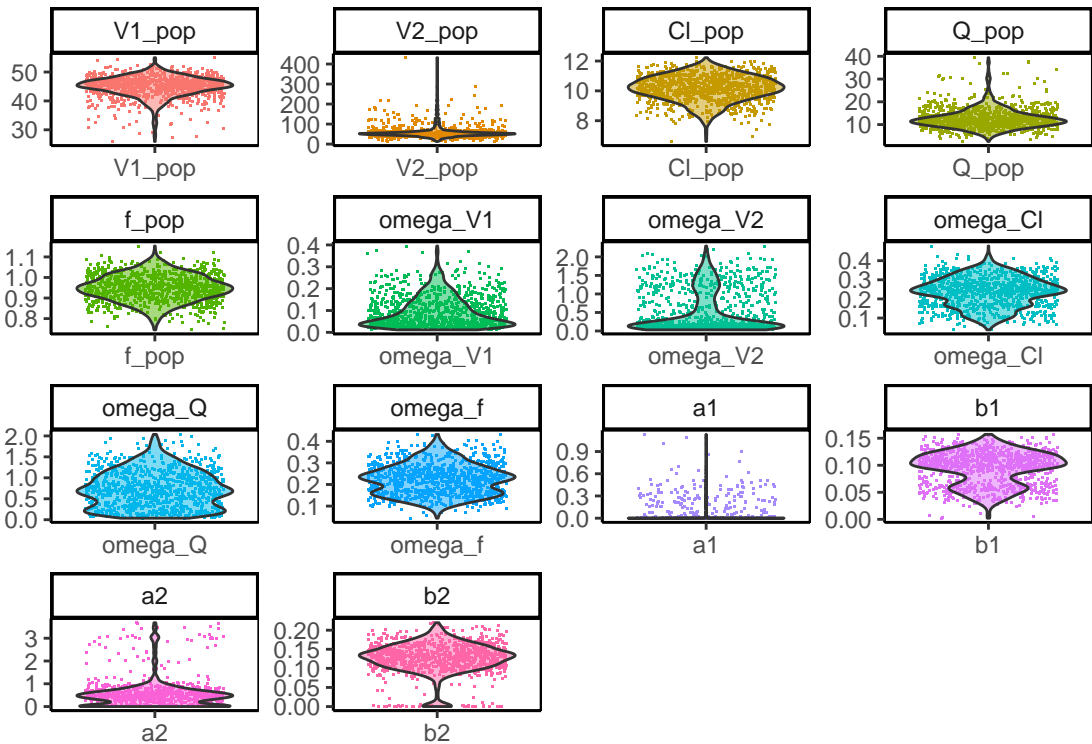 V1_pop V2_pop Cl_pop Q_pop
50 400 12 40
40 300 10 30
30 200 8 20
100 10
0
V1_pop V2_pop Cl_pop Q_pop
f_pop omega_V1 omega_V2 omega_Cl
1.1 0.4 2.0 0.4
1.0 0.3 1.5 0.3
0.9 0.2 1.0 0.2
0.8 0.1 0.5 0.1
0.0 0.0
f_pop omega_V1 omega_V2 omega_Cl
omega_Q omega_f a1 b1
2.0 0.4 0.9 0.15
1.5 0.3 0.6 0.10
1.0 0.2 0.3 0.05
0.5 0.1 0.0 0.00
0.0
omega_Q omega_f a1 b1
a2 b2
3 0.20
2 0.15
1 0.10
0 0.05
0.00
a2 b2